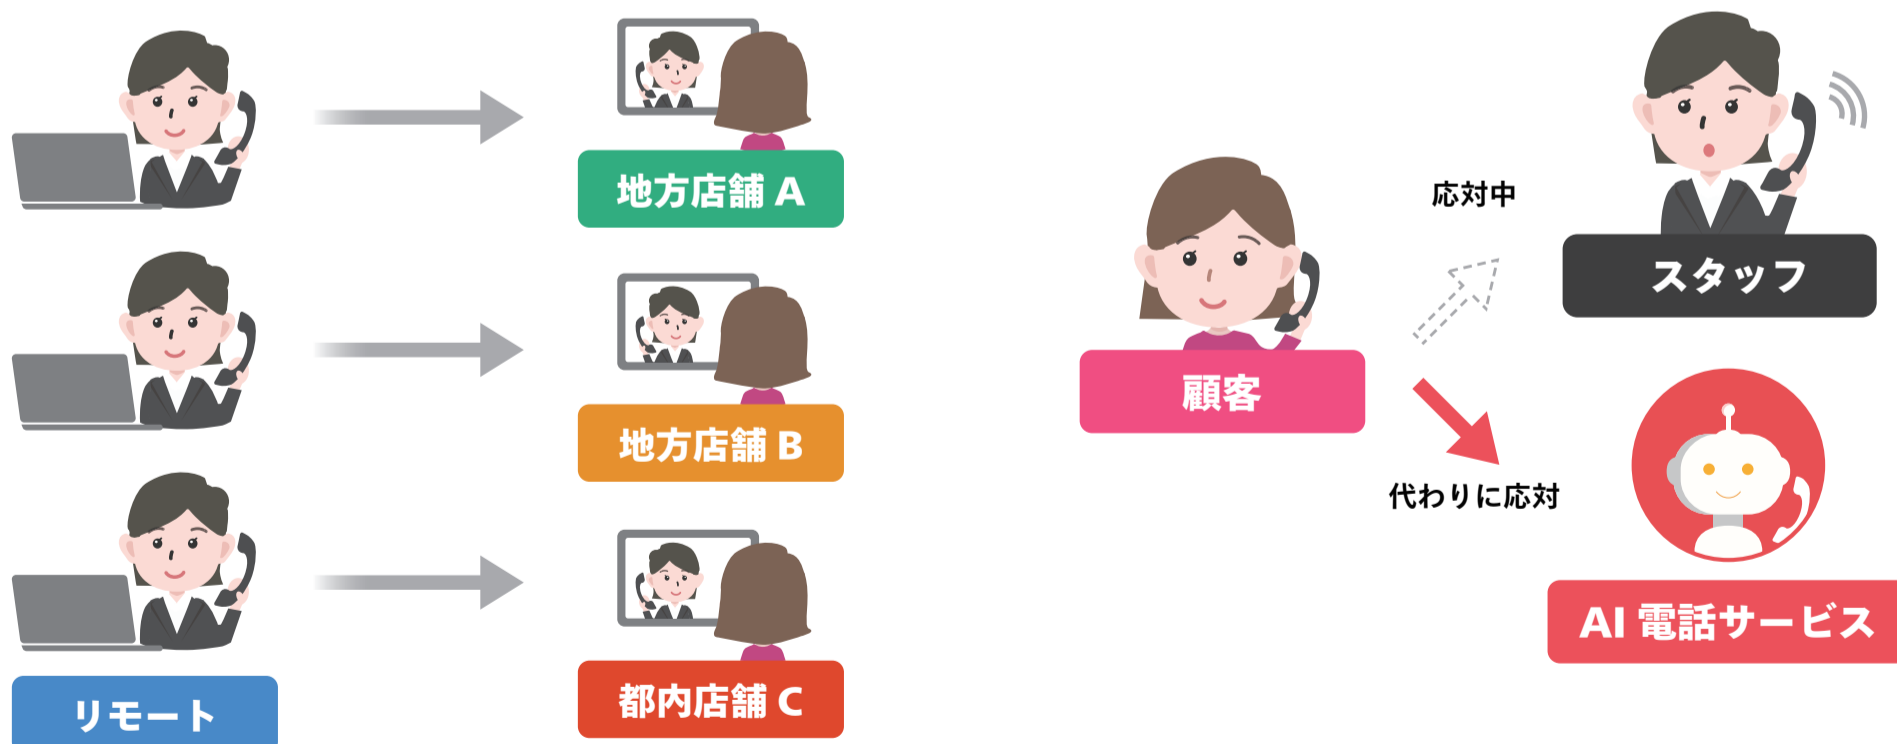 地方店舗 A
地方店舗 B
都内店舗 C
リモート
応対中
スタッフ
顧客
代わりに応対
AI 電話サービス